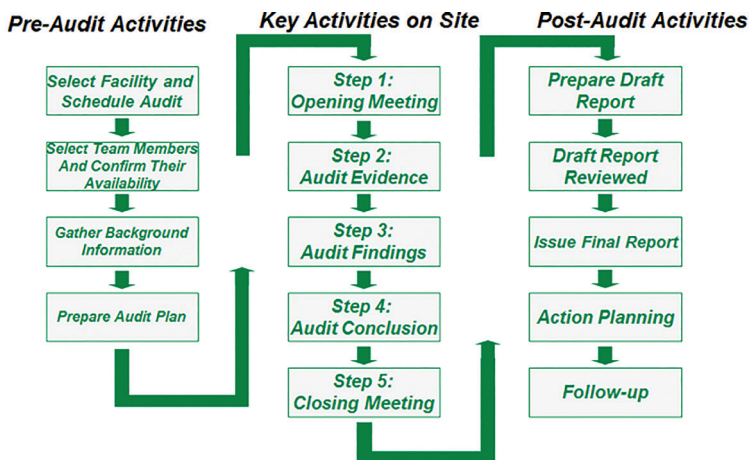 Pre-Audit Activities
Select Facility and
Schedule Audit
Select Team Members
And Confirm Their
Availability
Gather Background
Information
Prepare Audit Plan
Key Activities on Site
Step 1:
Opening Meeting
Step 2:
Audit Evidence
Step 3:
Audit Findings
Step 4:
Audit Conclusion
Step 5:
Closing Meeting
Post-Audit Activities
Prepare Draft
Report
Draft Report
Reviewed
Issue Final Report
Action Planning
Follow-up